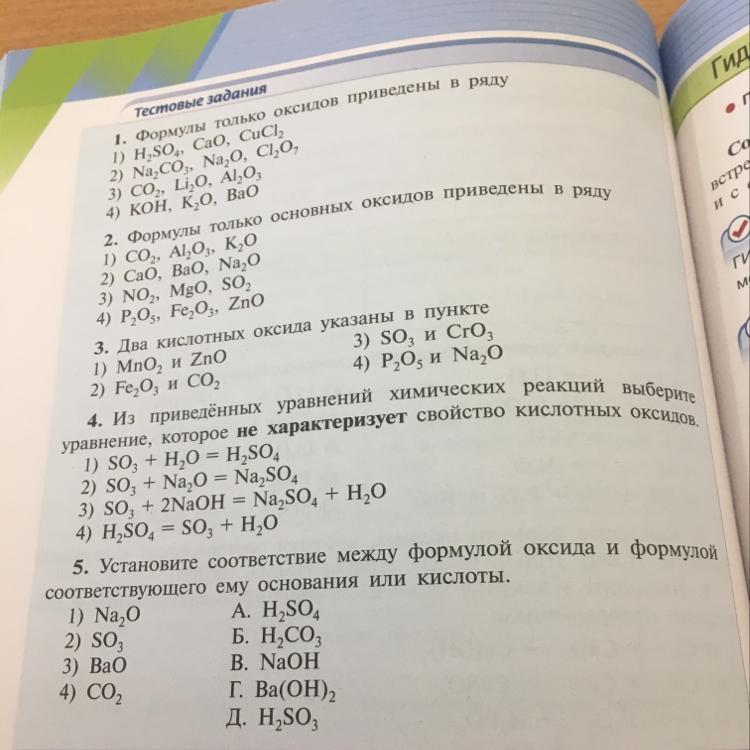 Тестовые задания
1. Формулы только оксидов приведены в ряду
1) H₂SO₄, CaO, CuCl₂
2) Na₂CO₃, Na₂O, Cl₂O₇
3) CO₂, Li₂O, Al₂O₃
4) KOH, K₂O, BaO
2. Формулы только основных оксидов приведены в ряду
1) CO₂, Al₂O₃, K₂O
2) CaO, BaO, Na₂O
3) NO₂, MgO, SO₂
4) P₂O₅, Fe₂O₃, ZnO
3. Два кислотных оксида указаны в пункте
1) MnO₂ и ZnO
2) Fe₂O₃ и CO₂
3) SO₃ и CrO₃
4) P₂O₅ и Na₂O
4. Из приведённых уравнений химических реакций выберите
уравнение, которое не характеризует свойство кислотных оксидов.
1) SO₃ + H₂O = H₂SO₄
2) SO₃ + Na₂O = Na₂SO₄
3) SO₃ + 2NaOH = Na₂SO₄ + H₂O
4) H₂SO₄ = SO₃ + H₂O
5. Установите соответствие между формулой оксида и формулой
соответствующего ему основания или кислоты.
1) Na₂O
2) SO₃
3) BaO
4) CO₂
А. H₂SO₄
Б. H₂CO₃
В. NaOH
Г. Ba(OH)₂
Д. H₂SO₃
ГИД
Со
встре
и с
ГИ